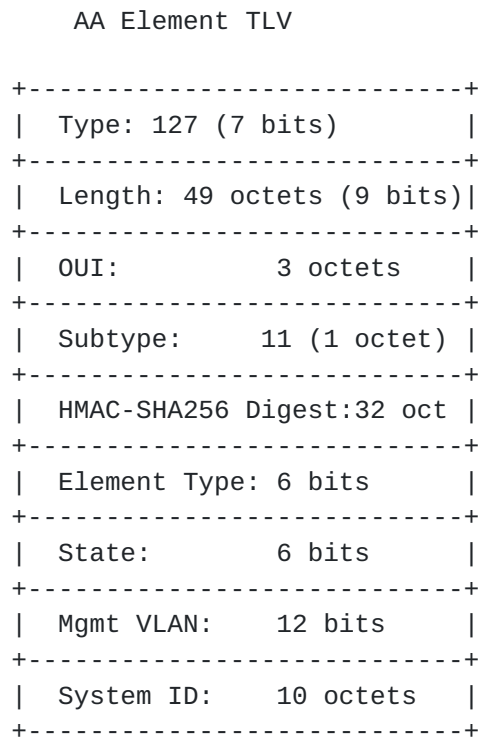 AA Element TLV
+----------------------------+
|  Type: 127 (7 bits)        |
+----------------------------+
|  Length: 49 octets (9 bits)|
+----------------------------+
|  OUI:          3 octets    |
+----------------------------+
|  Subtype:     11 (1 octet) |
+----------------------------+
|  HMAC-SHA256 Digest:32 oct |
+----------------------------+
|  Element Type: 6 bits      |
+----------------------------+
|  State:        6 bits      |
+----------------------------+
|  Mgmt VLAN:    12 bits     |
+----------------------------+
|  System ID:    10 octets   |
+----------------------------+